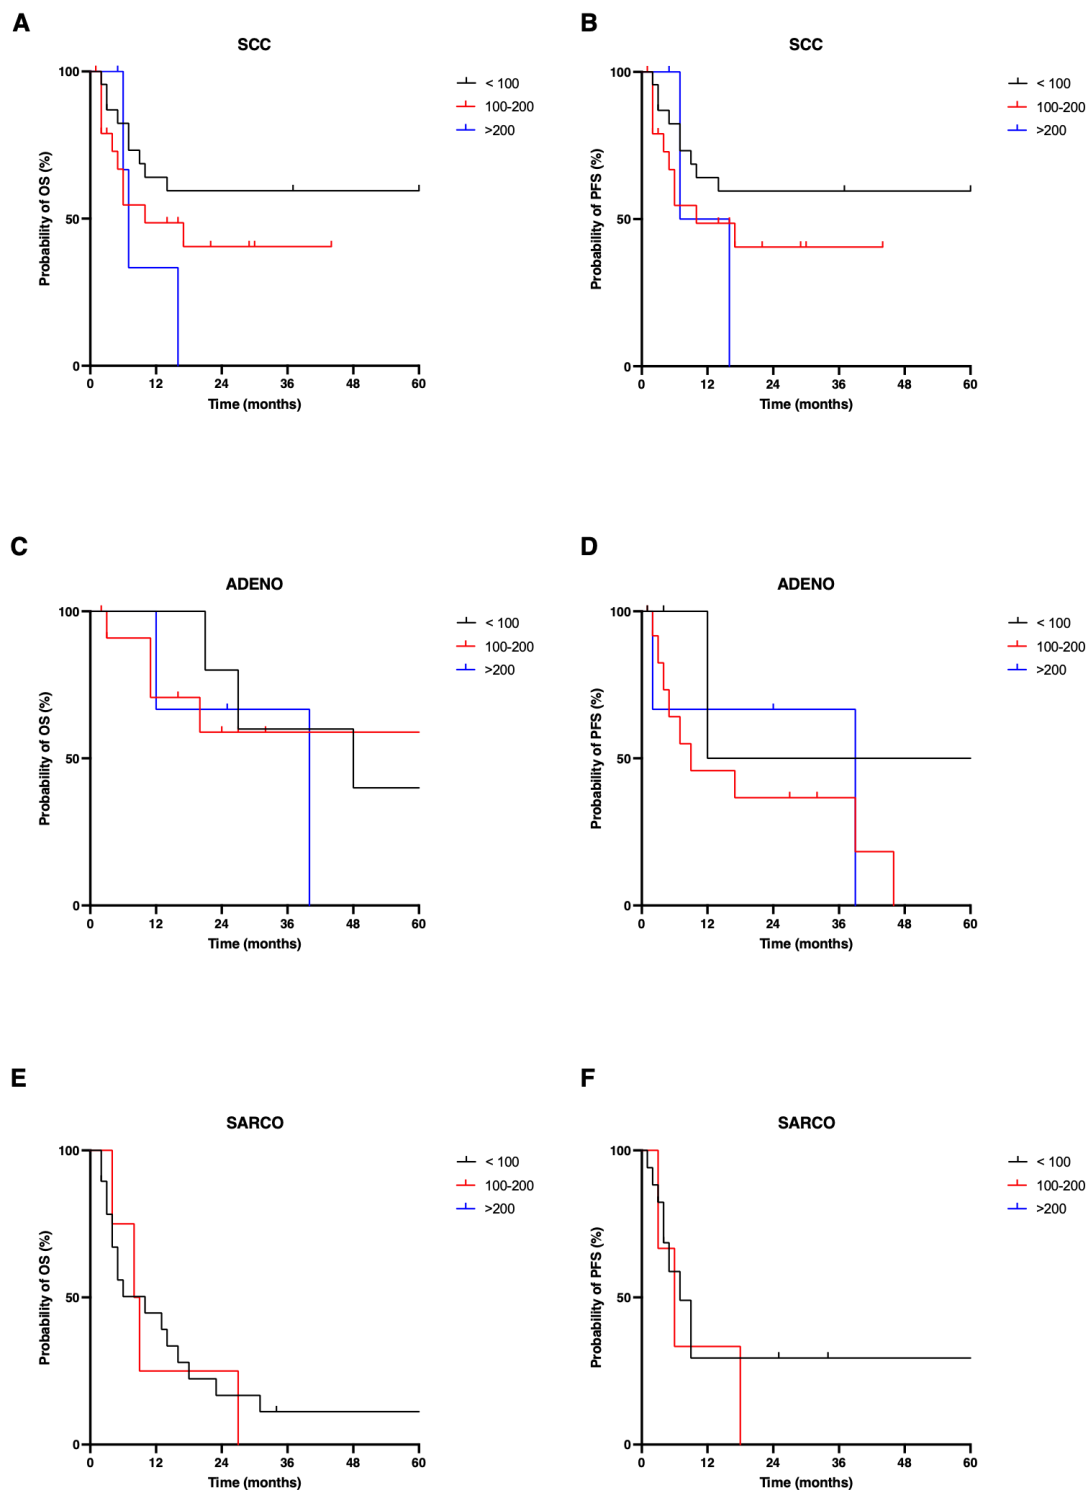 A
SCC
Probability of OS (%)
100
50
0
0 12 24 36 48 60
Time (months)
< 100
100-200
>200
B
SCC
Probability of PFS (%)
100
50
0
0 12 24 36 48 60
Time (months)
< 100
100-200
>200
C
ADENO
Probability of OS (%)
100
50
0
0 12 24 36 48 60
Time (months)
< 100
100-200
>200
D
ADENO
Probability of PFS (%)
100
50
0
0 12 24 36 48 60
Time (months)
< 100
100-200
>200
E
SARCO
Probability of OS (%)
100
50
0
0 12 24 36 48 60
Time (months)
< 100
100-200
>200
F
SARCO
Probability of PFS (%)
100
50
0
0 12 24 36 48 60
Time (months)
< 100
100-200
>200